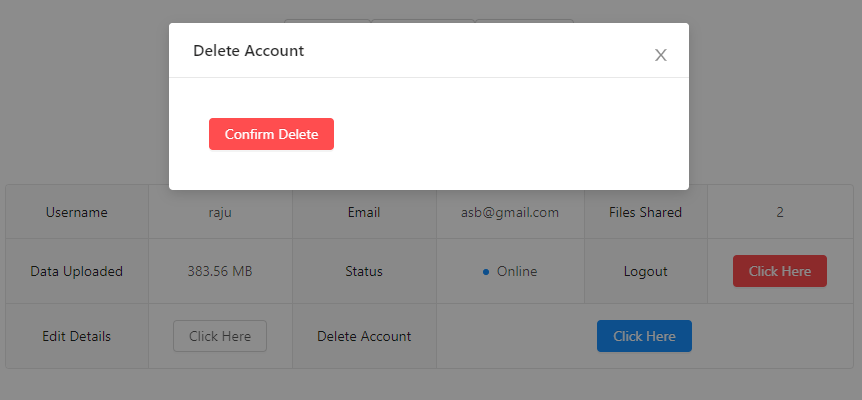 Delete Account
X
Confirm Delete
Username raju Email asb@gmail.com Files Shared 2
Data Uploaded 383.56 MB Status Online Logout Click Here
Edit Details Click Here Delete Account Click Here